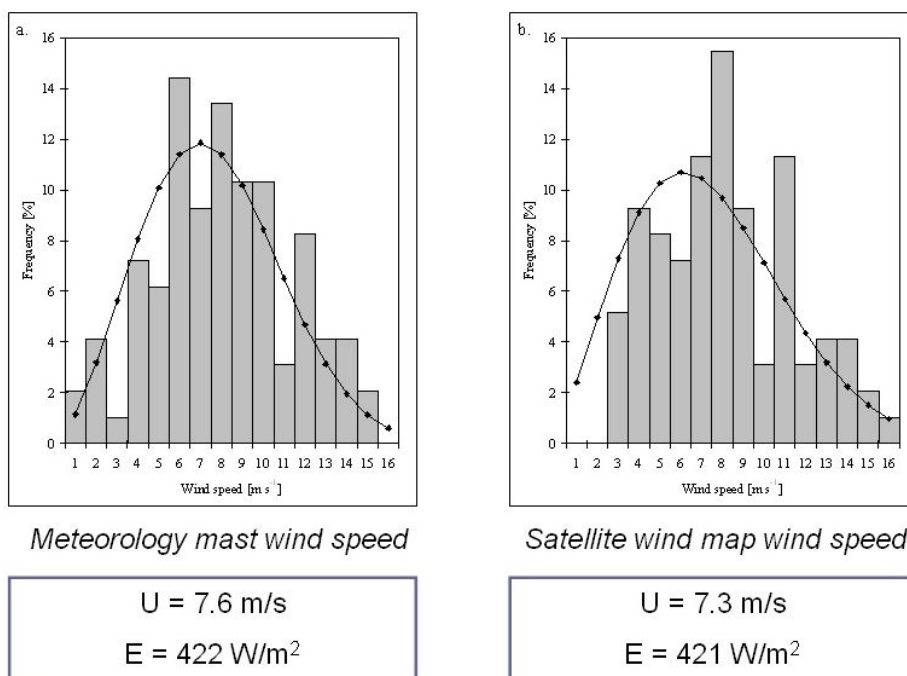 a.
16
14
12
10
8
6
4
2
0
Frequency [%]
1 2 3 4 5 6 7 8 9 10 11 12 13 14 15 16
Wind speed [m s⁻¹]
Meteorology mast wind speed
U = 7.6 m/s
E = 422 W/m²
b.
16
14
12
10
8
6
4
2
0
Frequency [%]
1 2 3 4 5 6 7 8 9 10 11 12 13 14 15 16
Wind speed [m s⁻¹]
Satellite wind map wind speed
U = 7.3 m/s
E = 421 W/m²